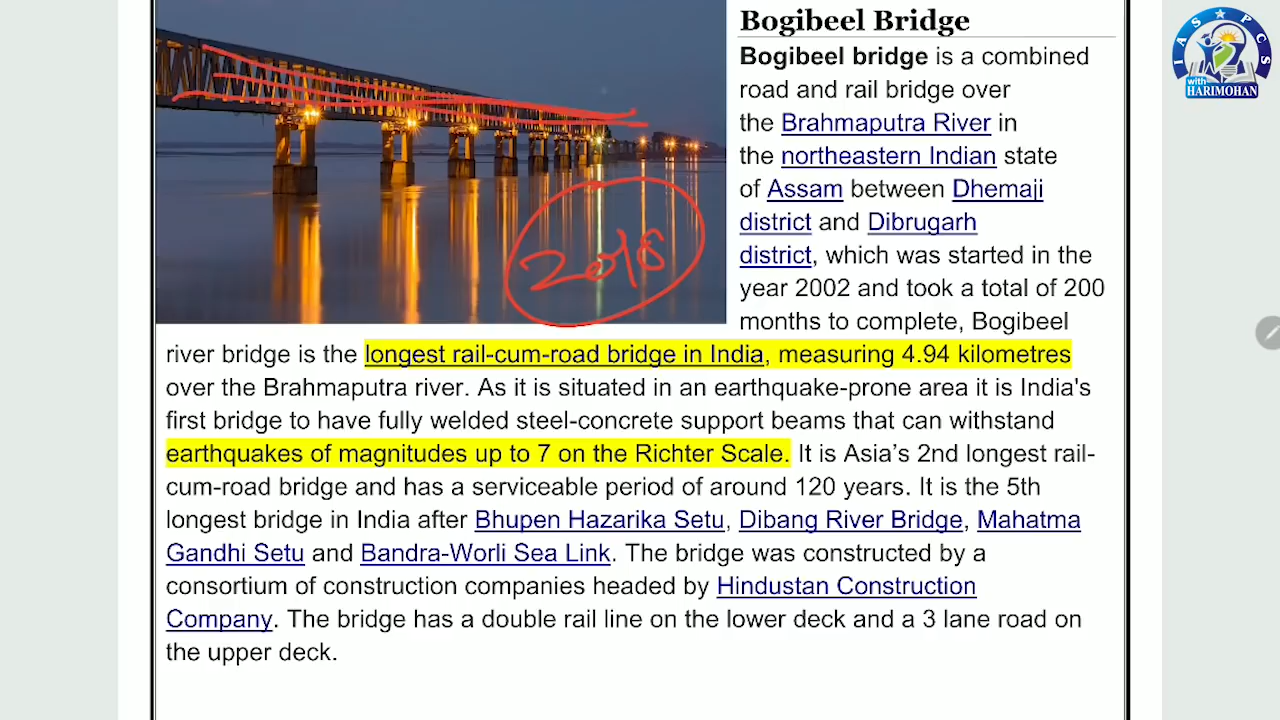 Bogibeel Bridge
Bogibeel bridge is a combined
road and rail bridge over
the Brahmaputra River in
the northeastern Indian state
of Assam between Dhemaji
district and Dibrugarh
district, which was started in the
year 2002 and took a total of 200
months to complete, Bogibeel
river bridge is the longest rail-cum-road bridge in India, measuring 4.94 kilometres
over the Brahmaputra river. As it is situated in an earthquake-prone area it is India's
first bridge to have fully welded steel-concrete support beams that can withstand
earthquakes of magnitudes up to 7 on the Richter Scale. It is Asia’s 2nd longest rail-
cum-road bridge and has a serviceable period of around 120 years. It is the 5th
longest bridge in India after Bhupen Hazarika Setu, Dibang River Bridge, Mahatma
Gandhi Setu and Bandra-Worli Sea Link. The bridge was constructed by a
consortium of construction companies headed by Hindustan Construction
Company. The bridge has a double rail line on the lower deck and a 3 lane road on
the upper deck.
2018
IAS★PCS
with
HARIMOHAN